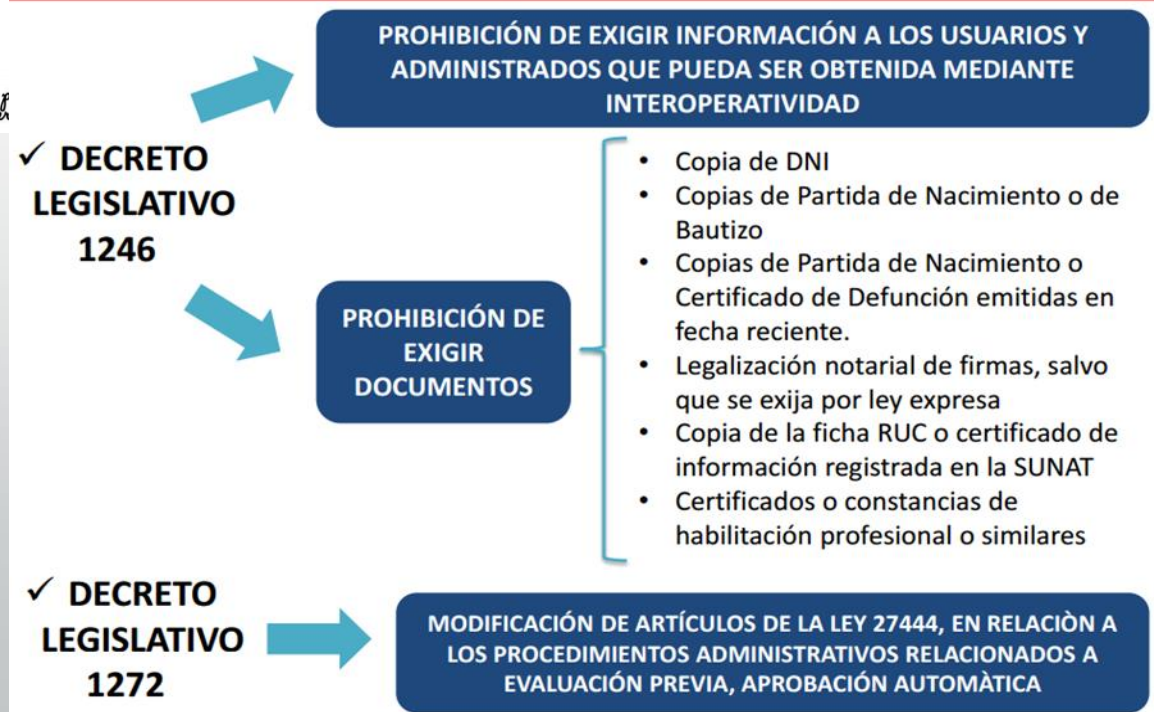 PROHIBICIÓN DE EXIGIR INFORMACIÓN A LOS USUARIOS Y
ADMINISTRADOS QUE PUEDA SER OBTENIDA MEDIANTE
INTEROPERATIVIDAD
✓ DECRETO
LEGISLATIVO
1246
PROHIBICIÓN DE
EXIGIR
DOCUMENTOS
• Copia de DNI
• Copias de Partida de Nacimiento o de
Bautizo
• Copias de Partida de Nacimiento o
Certificado de Defunción emitidas en
fecha reciente.
• Legalización notarial de firmas, salvo
que se exija por ley expresa
• Copia de la ficha RUC o certificado de
información registrada en la SUNAT
• Certificados o constancias de
habilitación profesional o similares
✓ DECRETO
LEGISLATIVO
1272
MODIFICACIÓN DE ARTÍCULOS DE LA LEY 27444, EN RELACIÒN A
LOS PROCEDIMIENTOS ADMINISTRATIVOS RELACIONADOS A
EVALUACIÓN PREVIA, APROBACIÓN AUTOMÀTICA